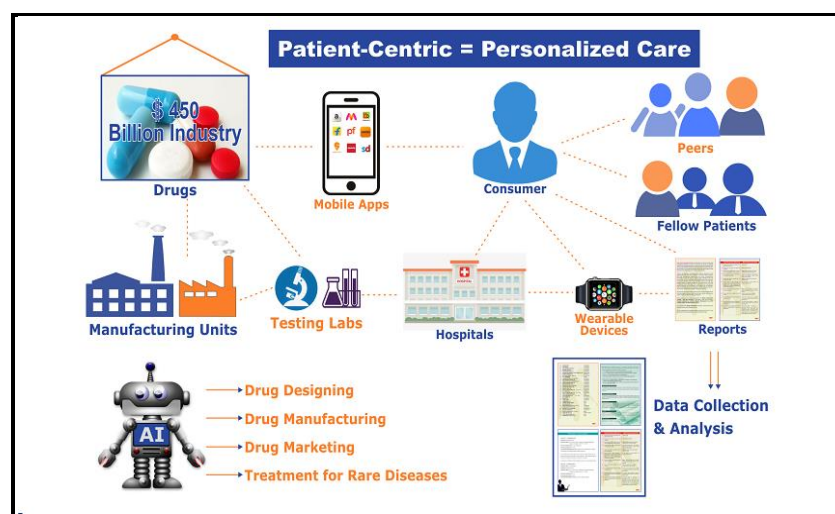 Patient-Centric = Personalized Care
$ 450
Billion Industry
Drugs
Mobile Apps
Consumer
Peers
Fellow Patients
Manufacturing Units
Testing Labs
Hospitals
Wearable
Devices
Reports
AI
Drug Designing
Drug Manufacturing
Drug Marketing
Treatment for Rare Diseases
Data Collection
& Analysis